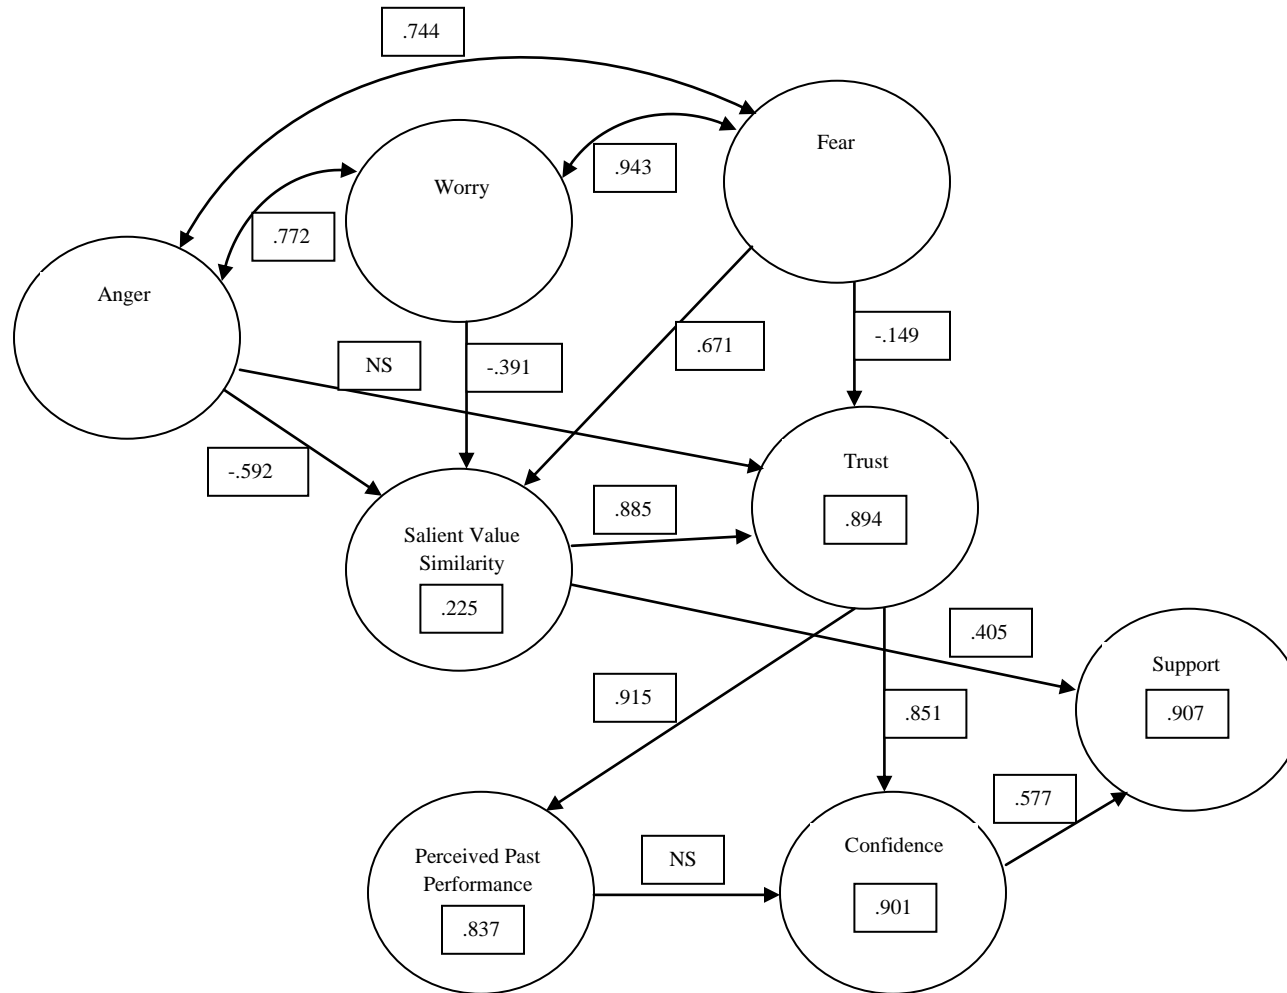 .744
Fear
.943
Worry
.772
Anger
NS
-.391
.671
-.149
-.592
Trust
.894
.885
Salient Value
Similarity
.225
.405
Support
.907
.915
.851
.577
Perceived Past
Performance
.837
NS
Confidence
.901